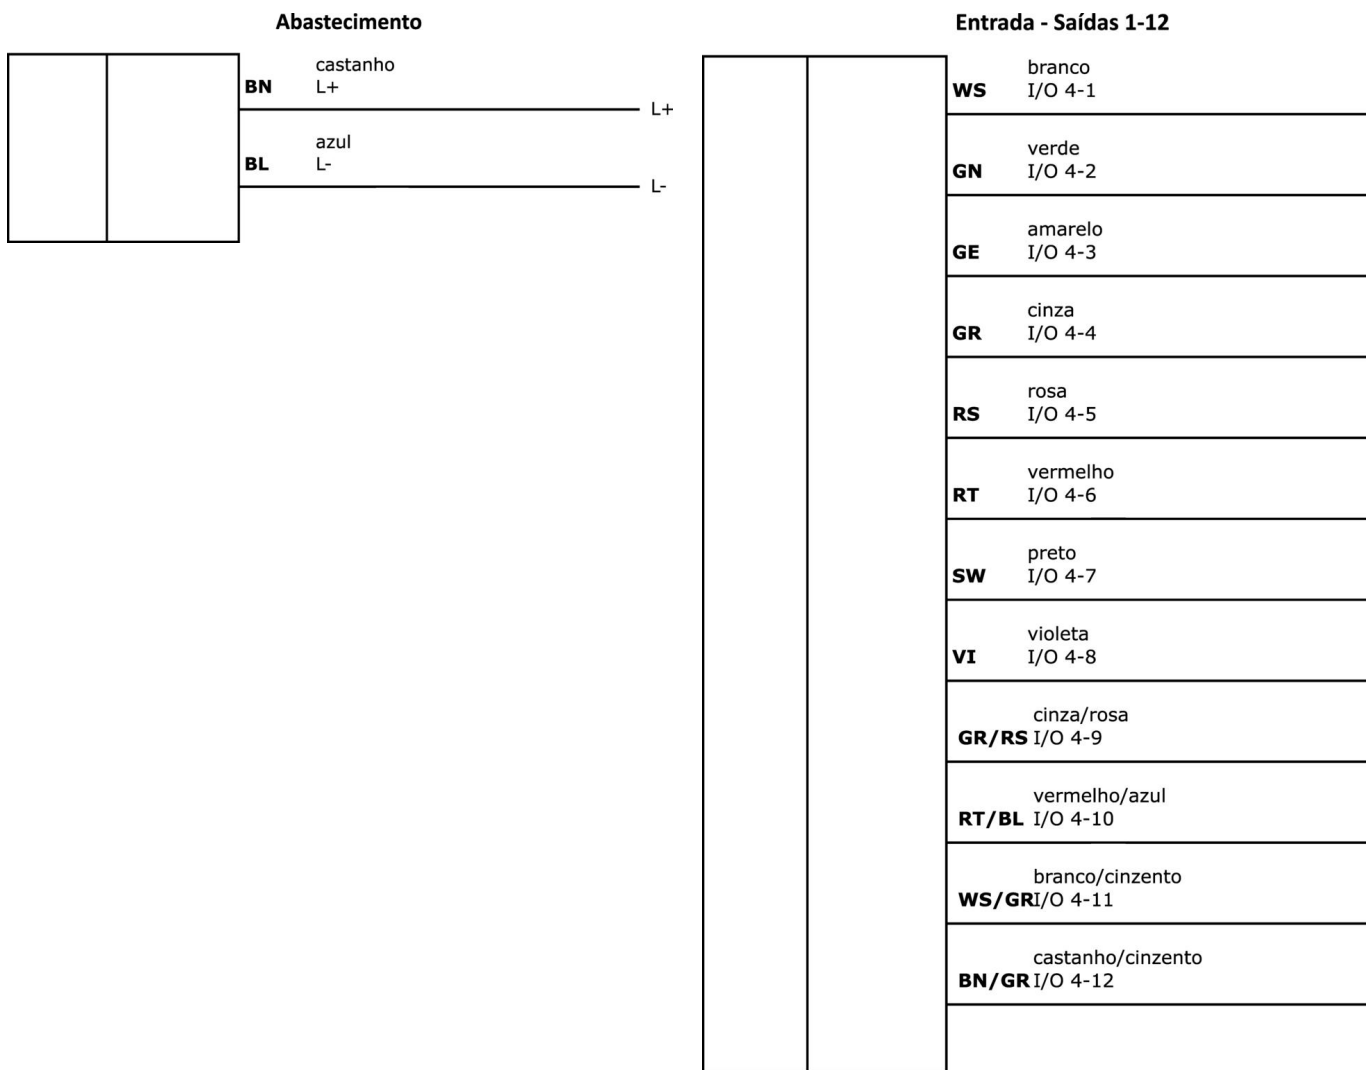 Abastecimento
castanho
BN L+
L+
azul
BL L-
L-
Entrada - Saídas 1-12
branco
WS I/O 4-1
verde
GN I/O 4-2
amarelo
GE I/O 4-3
cinza
GR I/O 4-4
rosa
RS I/O 4-5
vermelho
RT I/O 4-6
preto
SW I/O 4-7
violeta
VI I/O 4-8
cinza/rosa
GR/RS I/O 4-9
vermelho/azul
RT/BL I/O 4-10
branco/cinzento
WS/GR I/O 4-11
castanho/cinzento
BN/GR I/O 4-12